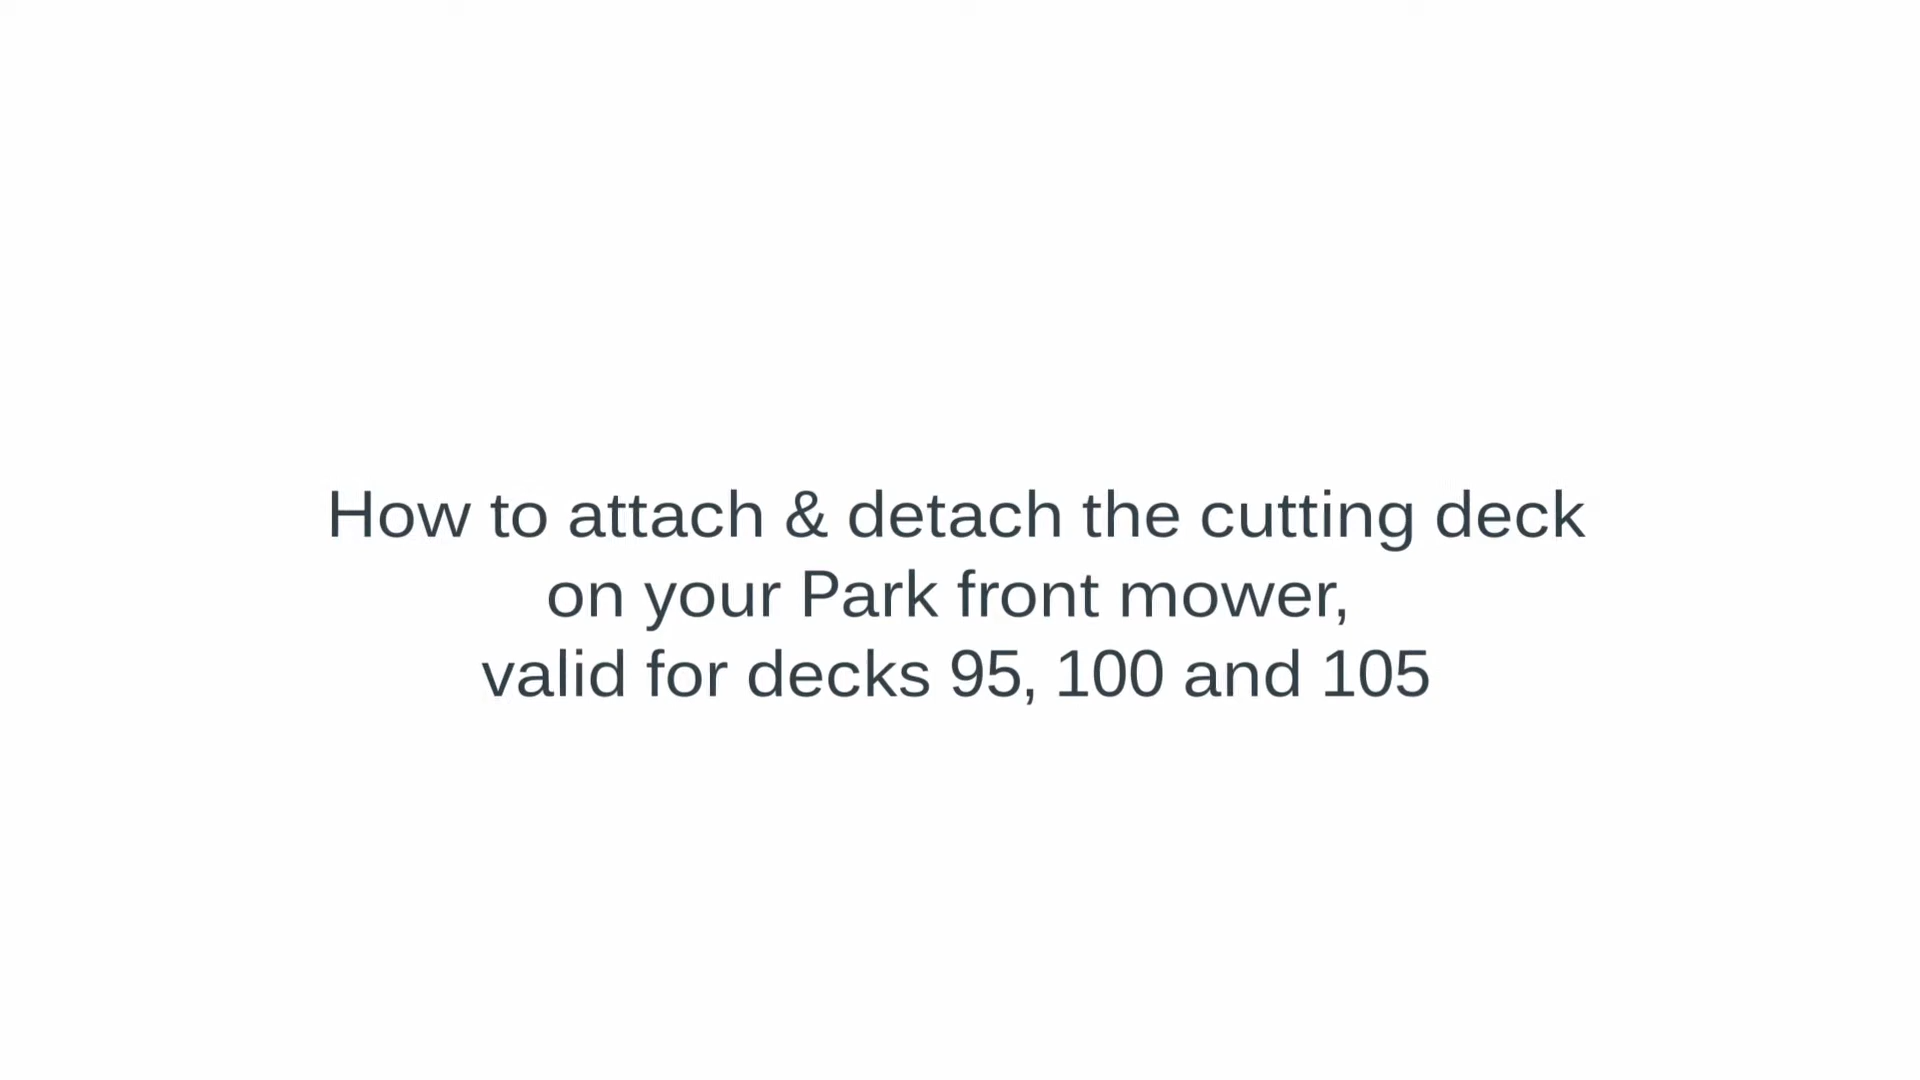 How to attach & detach the cutting deck
on your Park front mower,
valid for decks 95, 100 and 105